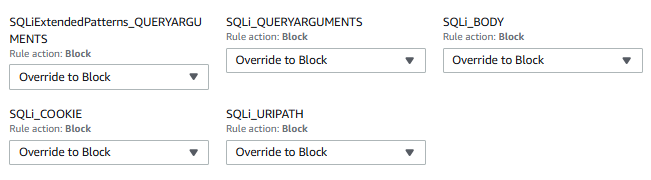 SQLiExtendedPatterns_QUERYARGU
MENTS
Rule action: Block
Override to Block
SQLi_QUERYARGUMENTS
Rule action: Block
Override to Block
SQLi_BODY
Rule action: Block
Override to Block
SQLi_COOKIE
Rule action: Block
Override to Block
SQLi_URIPATH
Rule action: Block
Override to Block